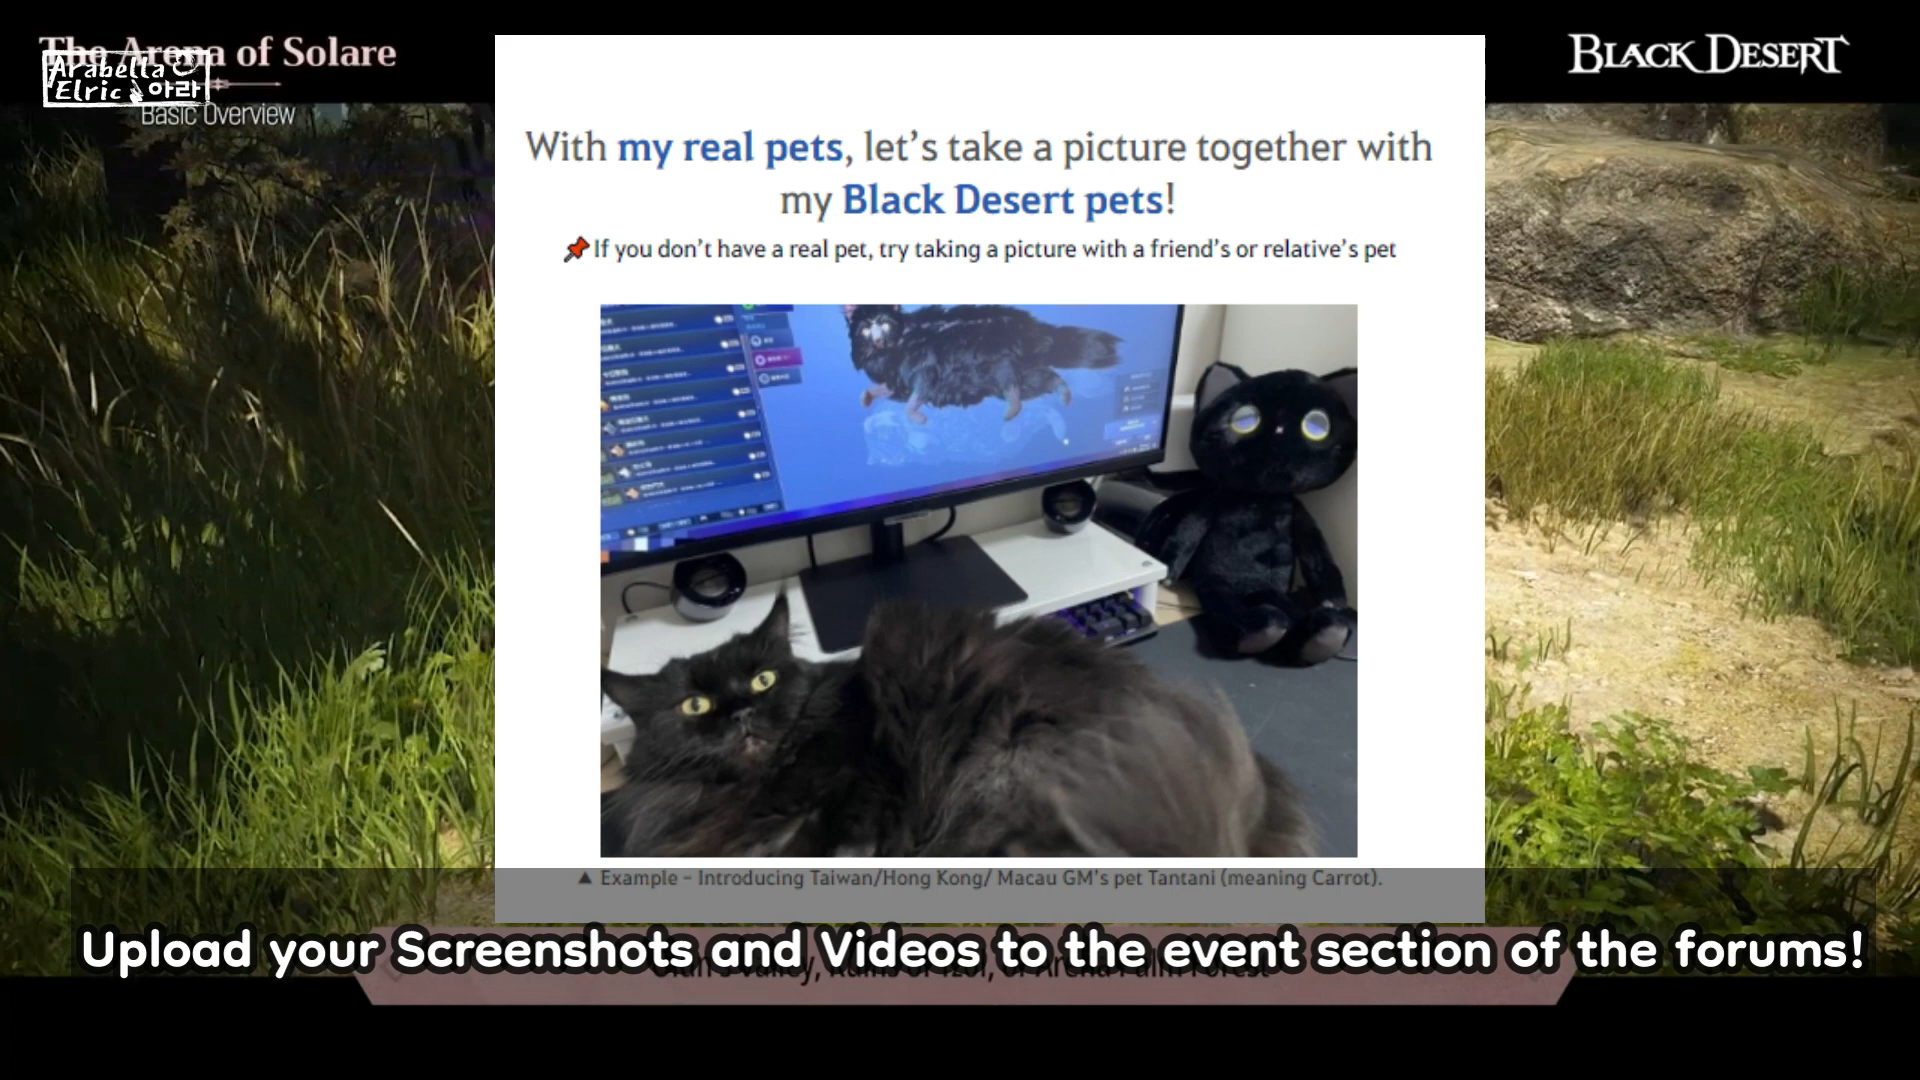 The Arena of Solare
Arabella
Elric 아라
Basic Overview
BLACK DESERT
With my real pets, let’s take a picture together with
my Black Desert pets!
If you don’t have a real pet, try taking a picture with a friend’s or relative’s pet
▲ Example – Introducing Taiwan/Hong Kong/ Macau GM’s pet Tantani (meaning Carrot).
Upload your Screenshots and Videos to the event section of the forums!